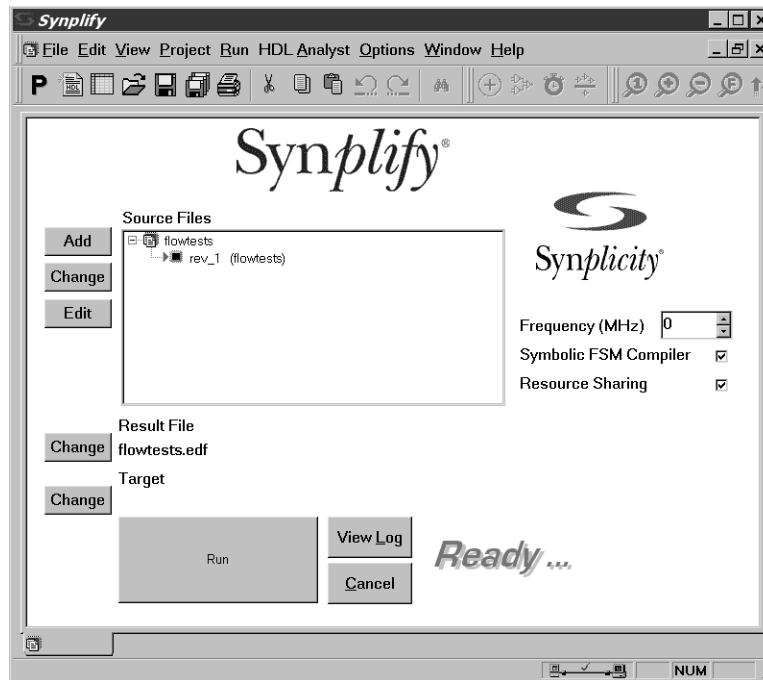 Synplify
File Edit View Project Run HDL Analyst Options Window Help
P HDL 1 F
Synplify®
Source Files
Synplicity®
Add
flowtests
rev_1 (flowtests)
Change
Edit
Frequency (MHz) 0
Symbolic FSM Compiler
Resource Sharing
Result File
Change flowtests.edf
Target
Change
Run
View Log
Cancel
Ready ...
NUM